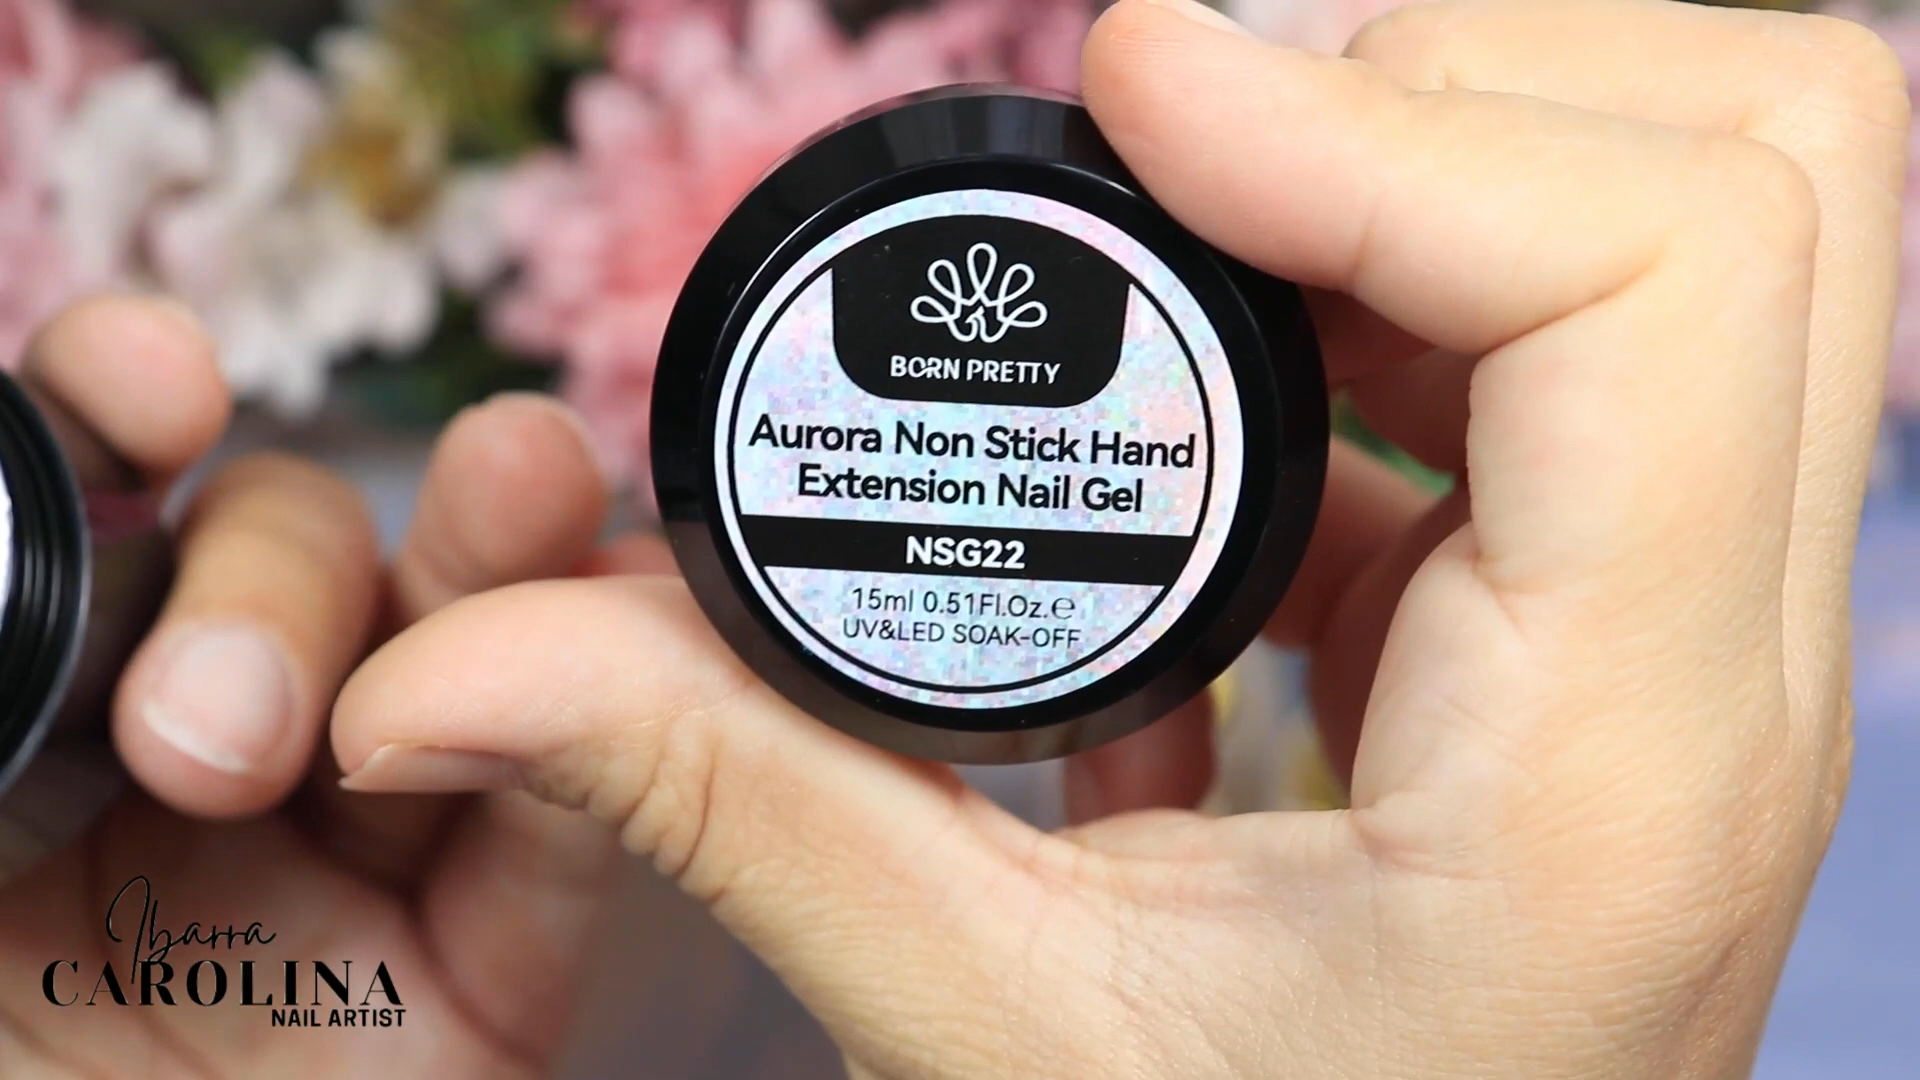 BORN PRETTY
Aurora Non Stick Hand
Extension Nail Gel
NSG22
15ml 0.51Fl.Oz.℮
UV&LED SOAK-OFF
Ibarra
CAROLINA
NAIL ARTIST